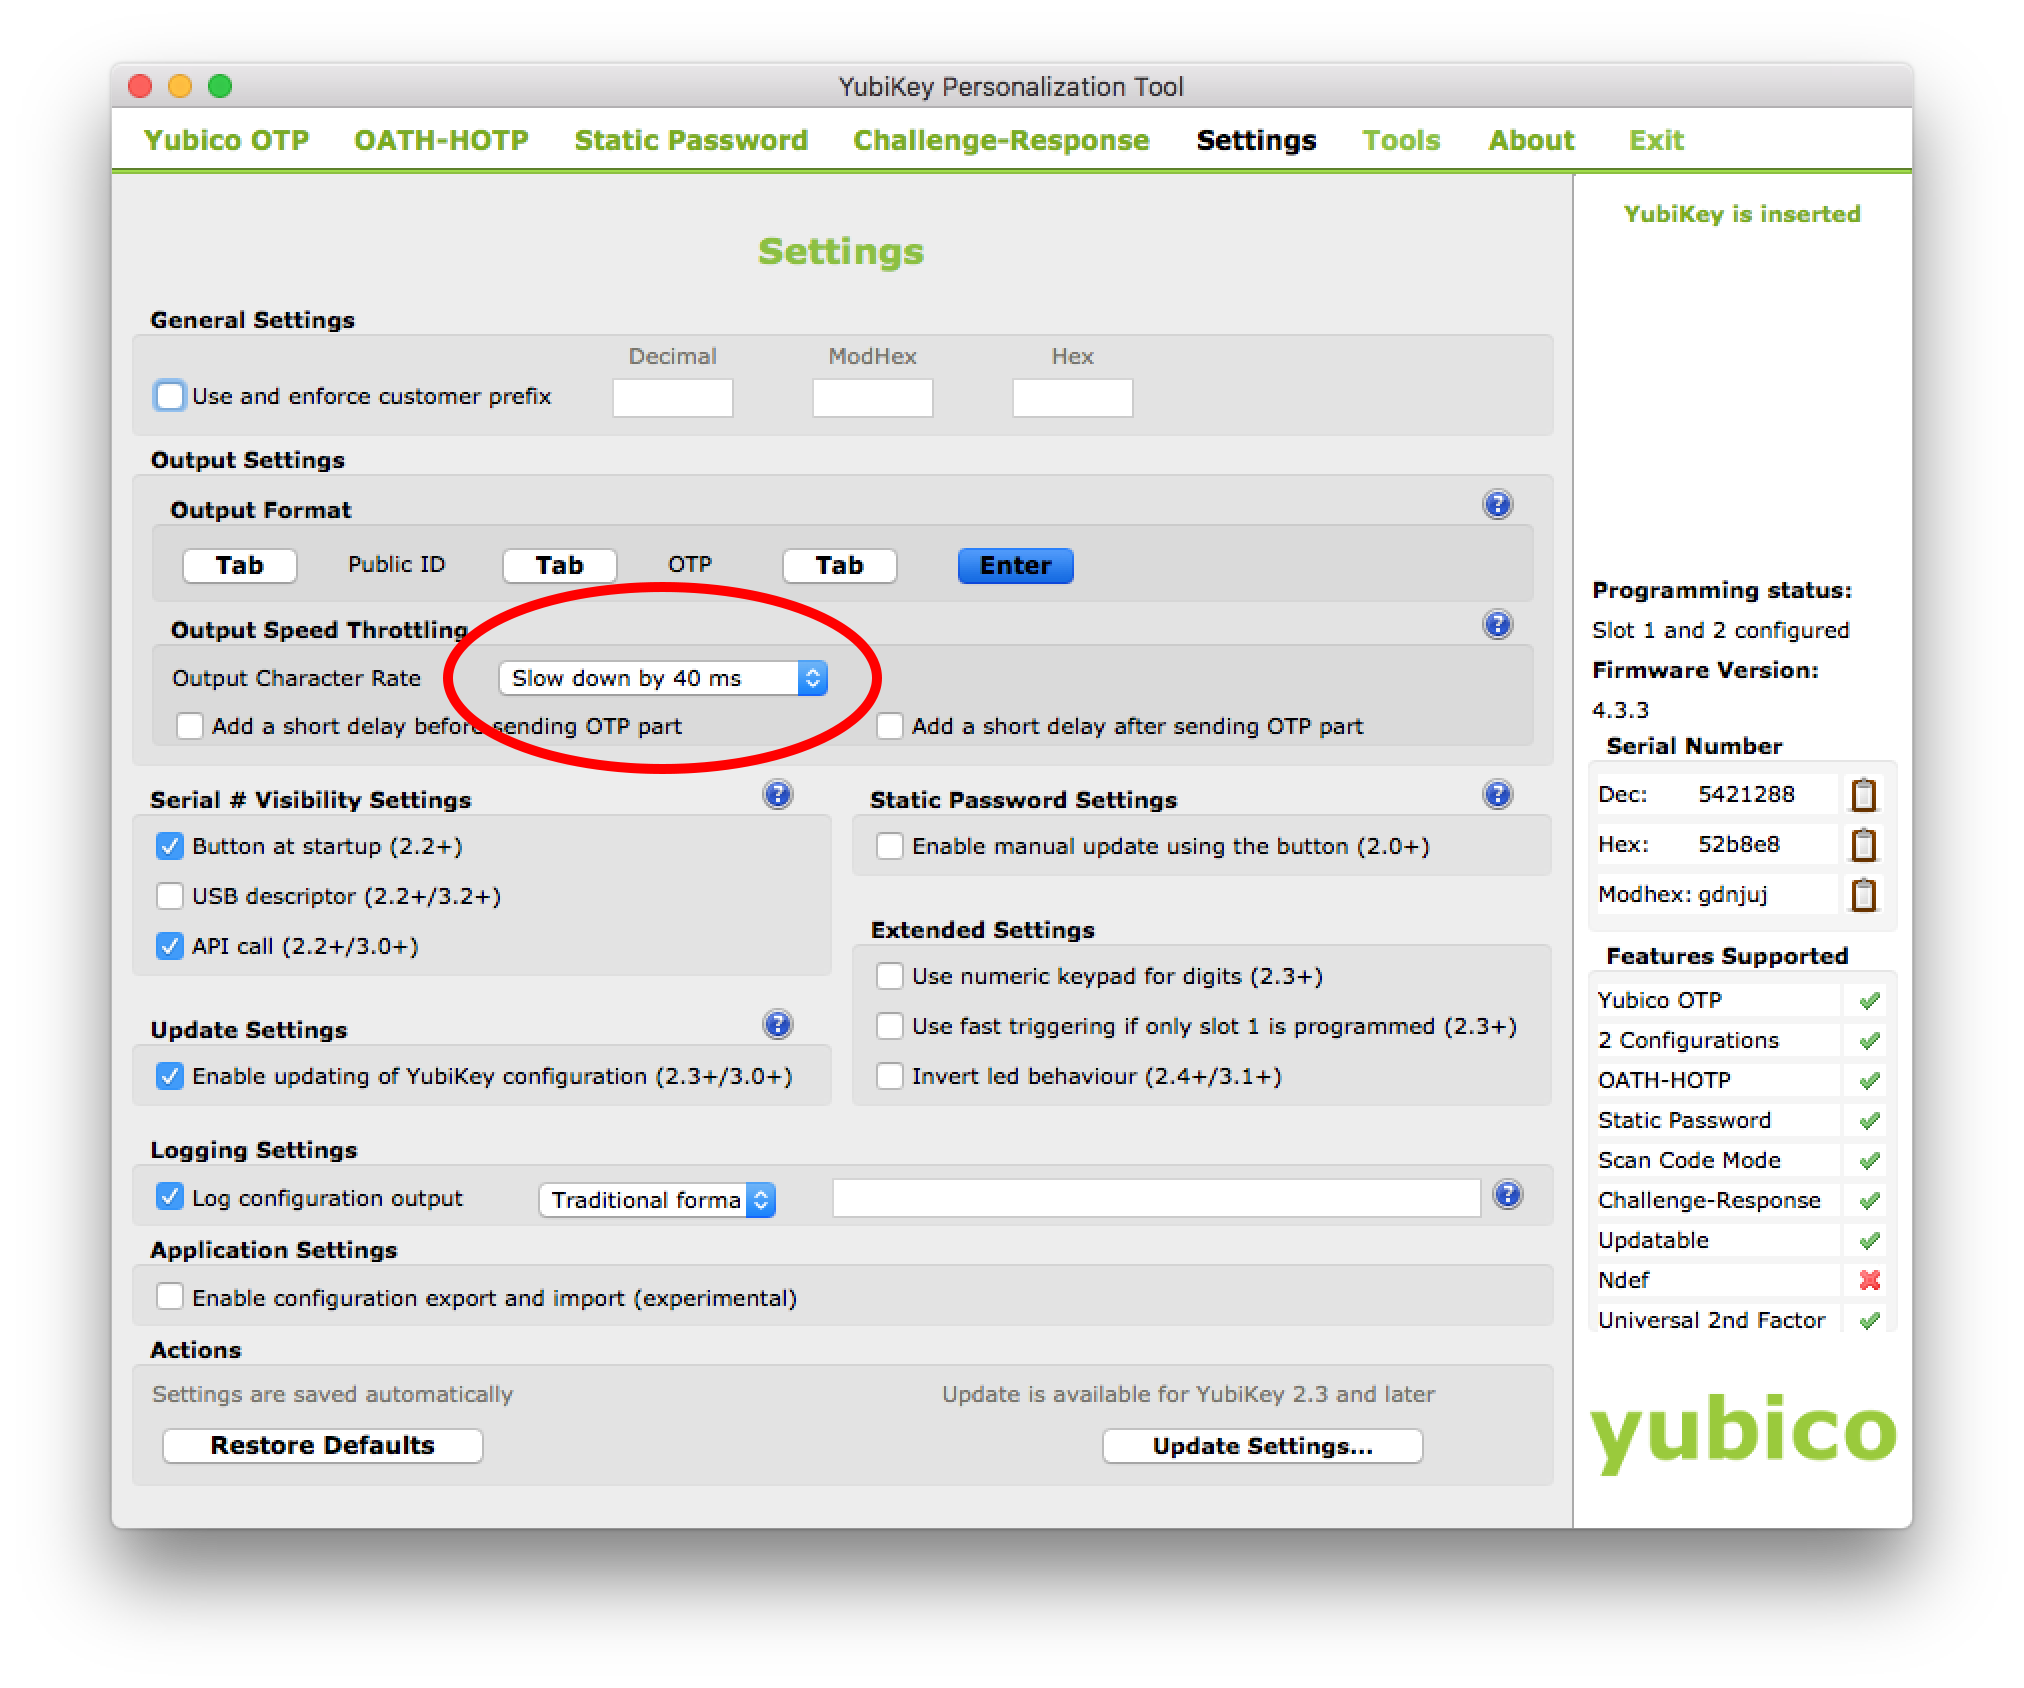 YubiKey Personalization Tool
Yubico OTP OATH-HOTP Static Password Challenge-Response Settings Tools About Exit
YubiKey is inserted
Settings
General Settings
Decimal ModHex Hex
Use and enforce customer prefix
Output Settings
Output Format
Tab Public ID Tab OTP Tab Enter
Output Speed Throttling
Output Character Rate Slow down by 40 ms
Add a short delay before sending OTP part Add a short delay after sending OTP part
Serial # Visibility Settings
Button at startup (2.2+)
USB descriptor (2.2+/3.2+)
API call (2.2+/3.0+)
Static Password Settings
Enable manual update using the button (2.0+)
Update Settings
Enable updating of YubiKey configuration (2.3+/3.0+)
Extended Settings
Use numeric keypad for digits (2.3+)
Use fast triggering if only slot 1 is programmed (2.3+)
Invert led behaviour (2.4+/3.1+)
Logging Settings
Log configuration output Traditional forma
Application Settings
Enable configuration export and import (experimental)
Actions
Settings are saved automatically Update is available for YubiKey 2.3 and later
Restore Defaults Update Settings...
Programming status:
Slot 1 and 2 configured
Firmware Version:
4.3.3
Serial Number
Dec: 5421288
Hex: 52b8e8
Modhex: gdnjuj
Features Supported
Yubico OTP
2 Configurations
OATH-HOTP
Static Password
Scan Code Mode
Challenge-Response
Updatable
Ndef
Universal 2nd Factor
yubico